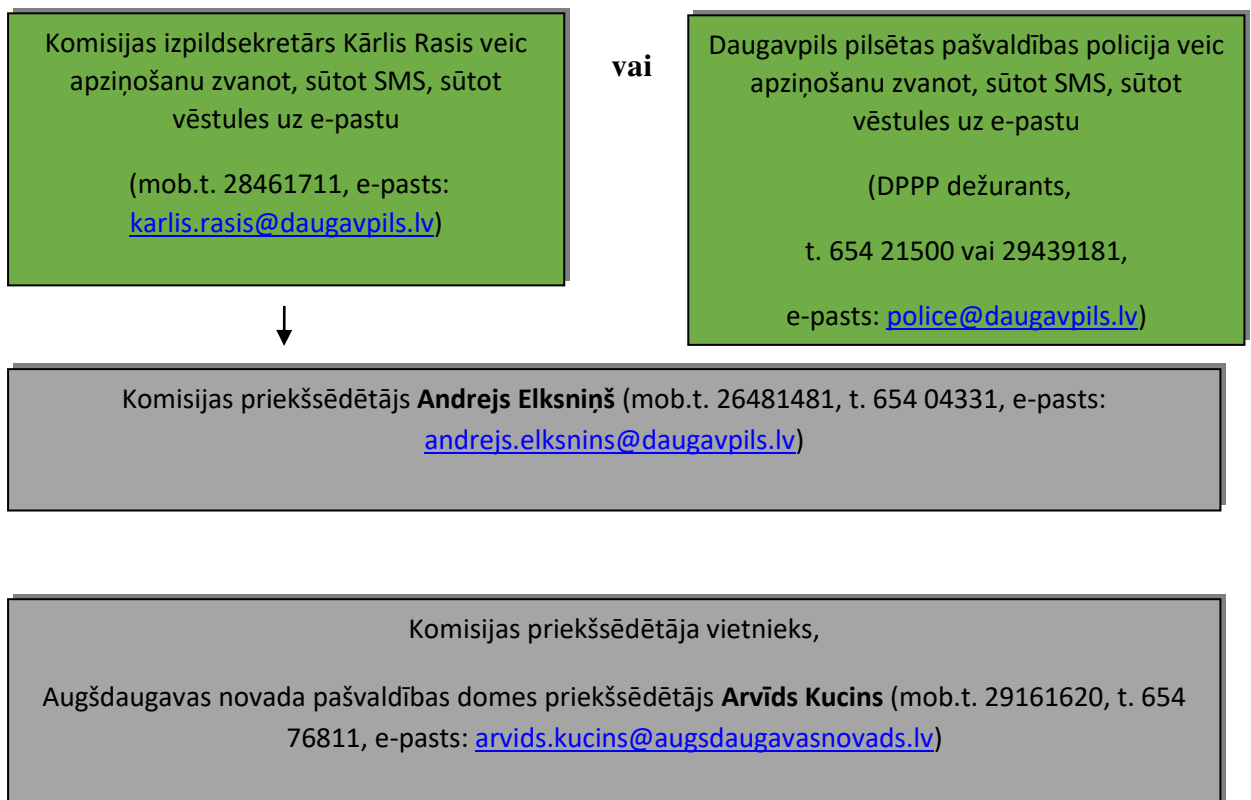 Komisijas izpildsekretārs Kārlis Rasis veic
apziņošanu zvanot, sūtot SMS, sūtot
vēstules uz e-pastu
(mob.t. 28461711, e-pasts:
karlis.rasis@daugavpils.lv)
vai
Daugavpils pilsētas pašvaldības policija veic
apziņošanu zvanot, sūtot SMS, sūtot
vēstules uz e-pastu
(DPPP dežurants,
t. 654 21500 vai 29439181,
e-pasts: police@daugavpils.lv)
Komisijas priekšsēdētājs Andrejs Elksniņš (mob.t. 26481481, t. 654 04331, e-pasts:
andrejs.elksnins@daugavpils.lv)
Komisijas priekšsēdētāja vietnieks,
Augšdaugavas novada pašvaldības domes priekšsēdētājs Arvīds Kucins (mob.t. 29161620, t. 654
76811, e-pasts: arvids.kucins@augsdaugavasnovads.lv)